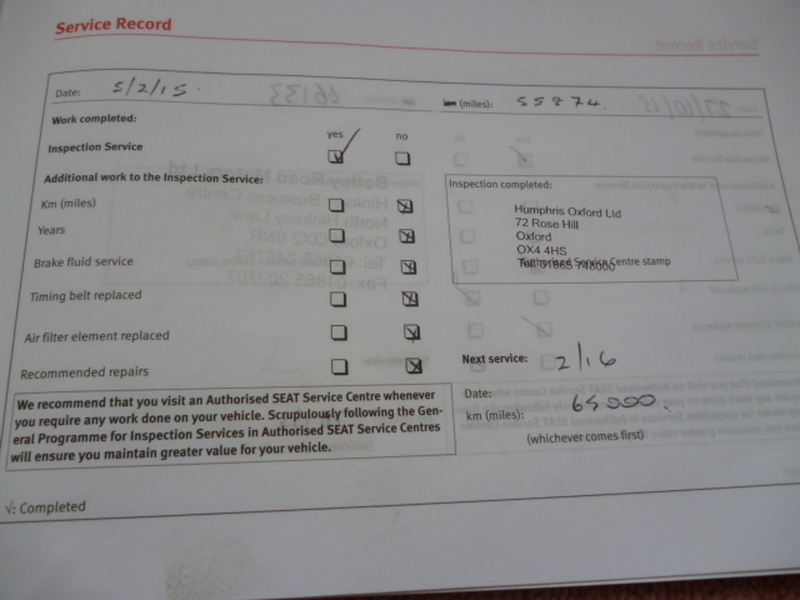 Service Record
Date: 5/2/15.
km (miles): 55874.
Work completed:
yes no
Inspection Service
Additional work to the Inspection Service:
Inspection completed:
Km (miles)
Humphris Oxford Ltd
72 Rose Hill
Years
Oxford
OX4 4HS
Brake fluid service
Authorised Service Centre stamp
Tel: 01865 748000
Timing belt replaced
Air filter element replaced
Next service: 2/16
Recommended repairs
Date:
km (miles): 65000.
(whichever comes first)
We recommend that you visit an Authorised SEAT Service Centre whenever
you require any work done on your vehicle. Scrupulously following the Gen-
eral Programme for Inspection Services in Authorised SEAT Service Centres
will ensure you maintain greater value for your vehicle.
√: Completed